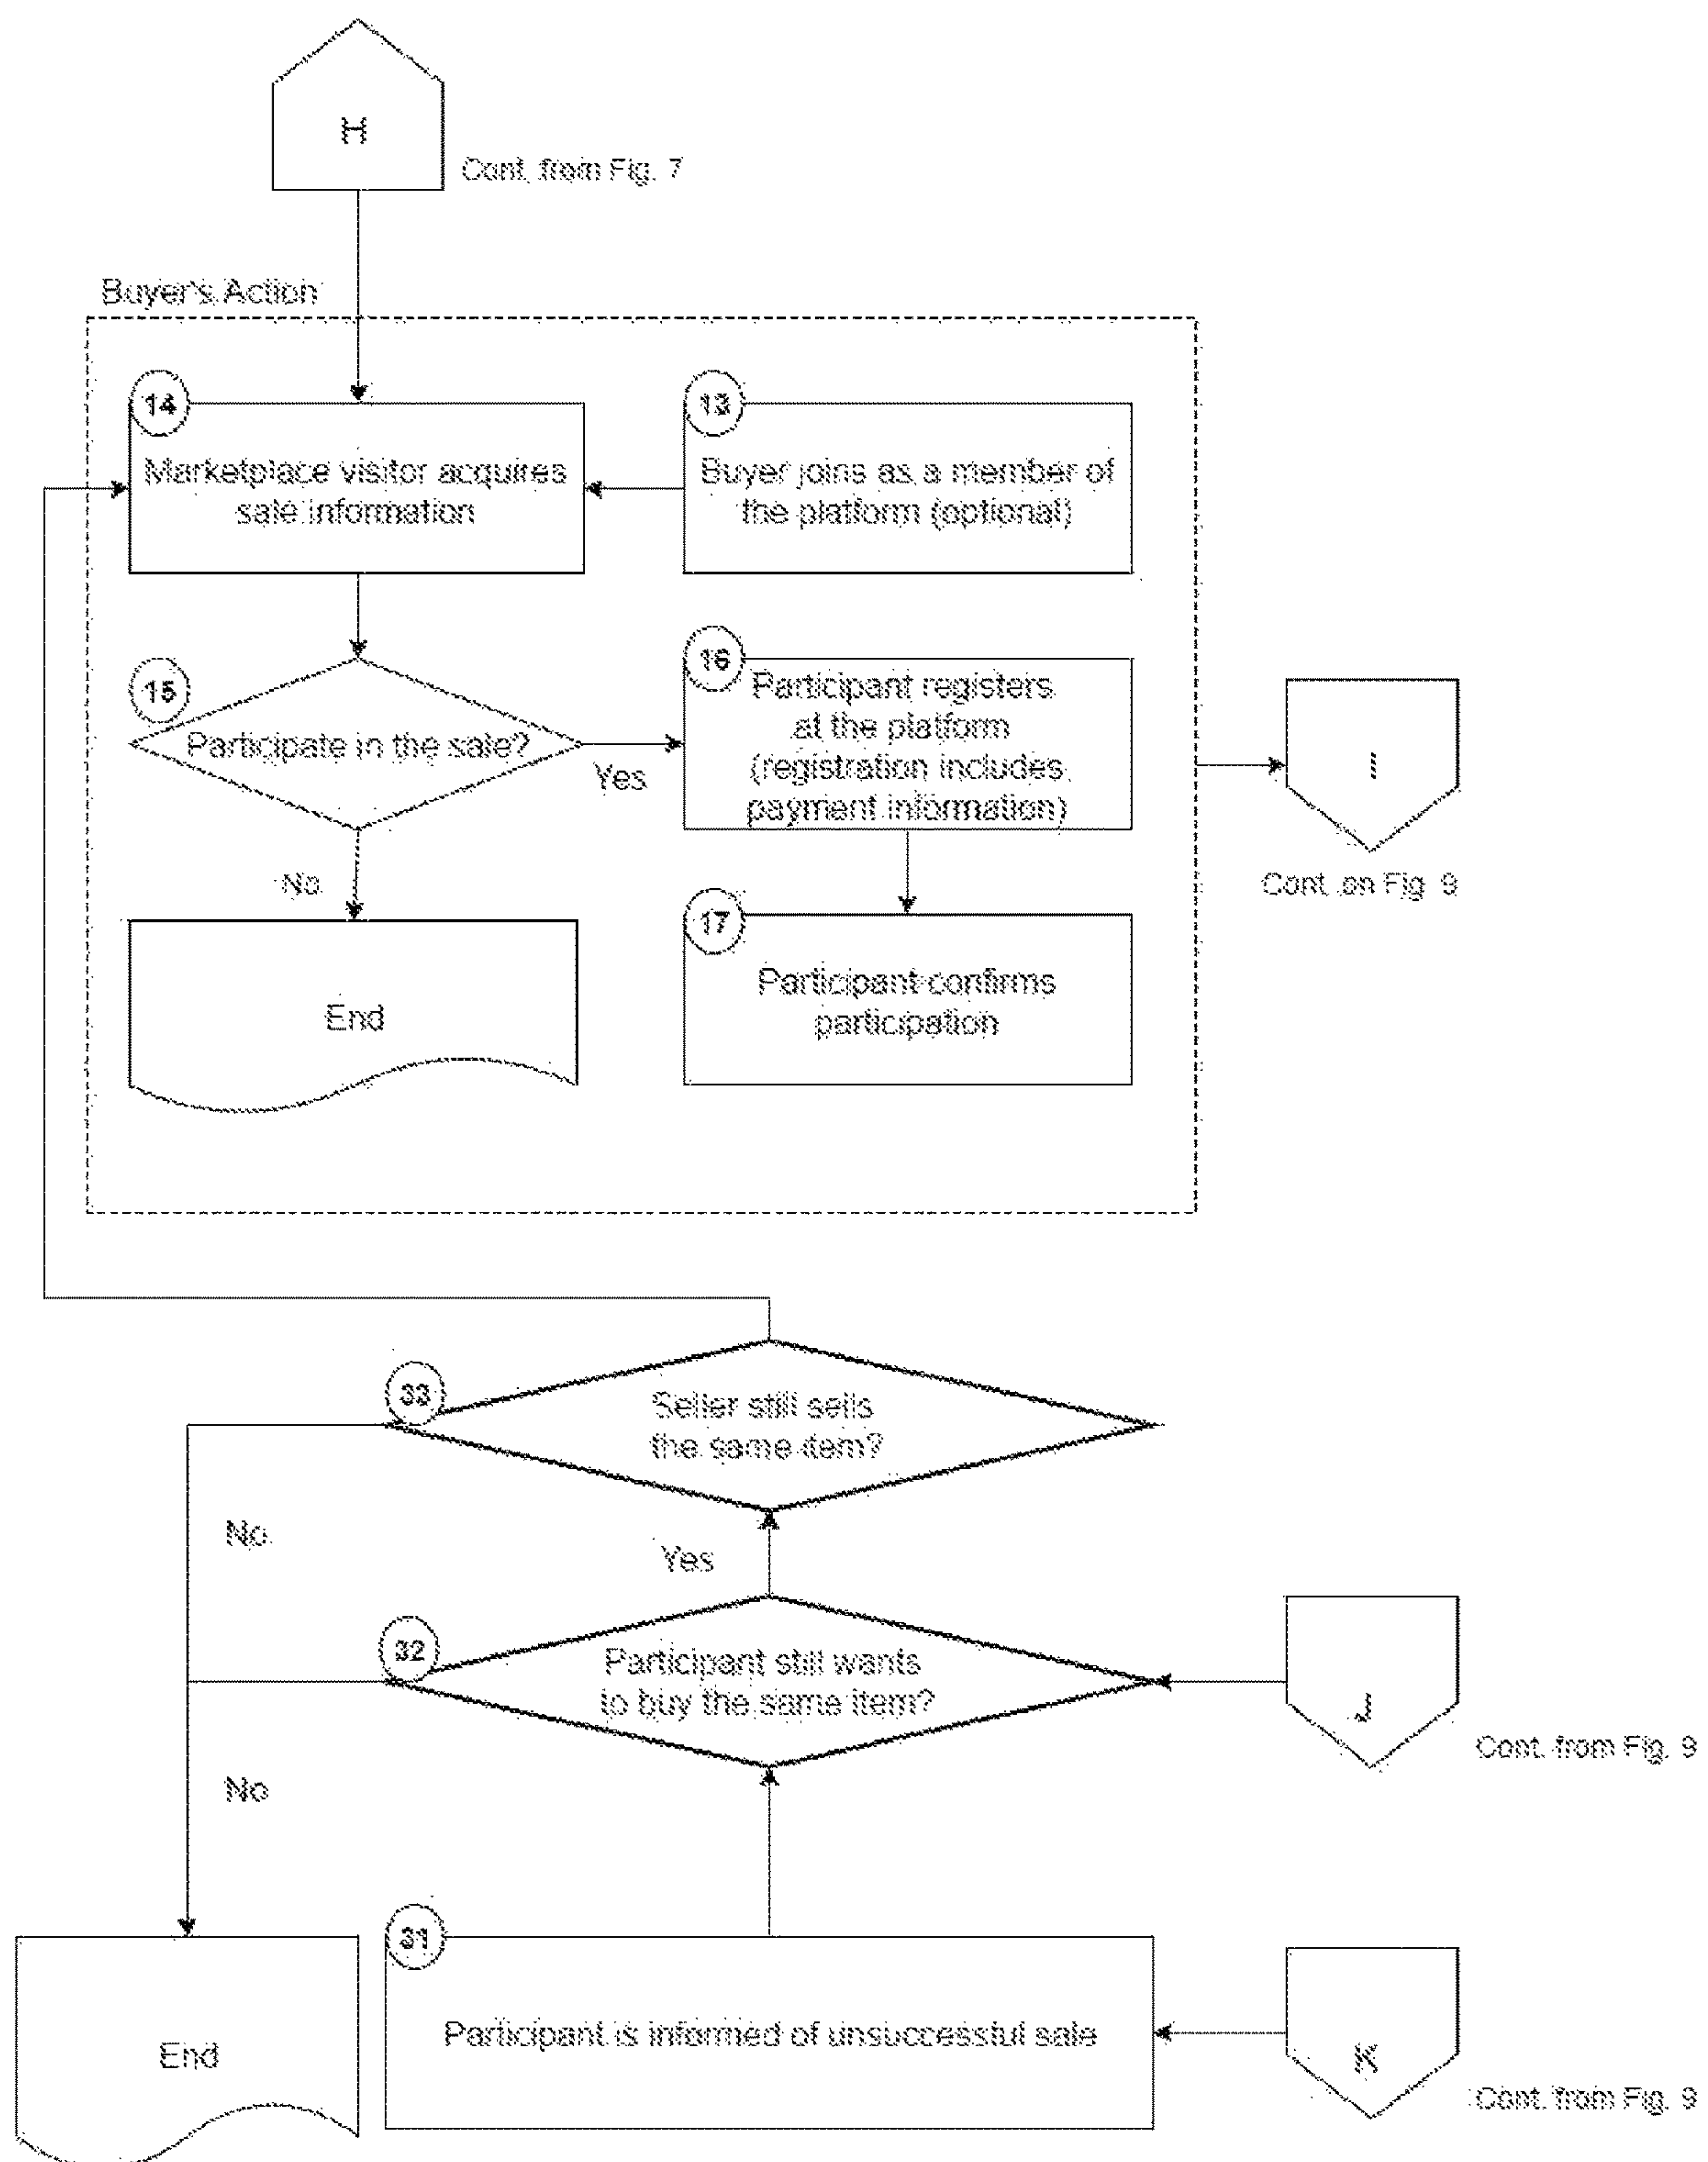 H
Cont. from Fig. 7
Buyer's Action
14
Marketplace visitor acquires
sale information
13
Buyer joins as a member of
the platform (optional)
15
Participate in the sale?
Yes
No
16
Participant registers
at the platform
(registration includes
payment information)
I
Cont. on Fig. 9
End
17
Participant confirms
participation
33
Seller still sells
the same item?
No
Yes
32
Participant still wants
to buy the same item?
J
Cont. from Fig. 9
No
End
31
Participant is informed of unsuccessful sale
K
Cont. from Fig. 9